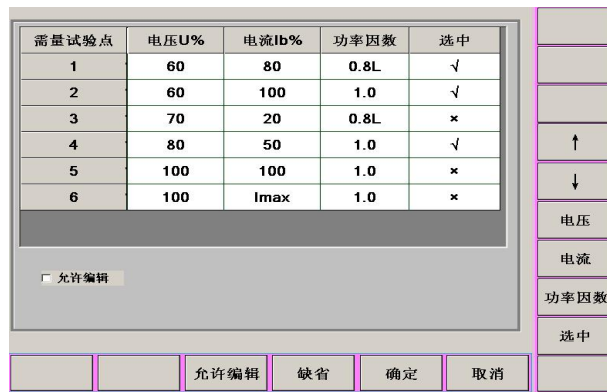 需量试验点 电压U% 电流Ib% 功率因数 选中
1 60 80 0.8L √
2 60 100 1.0 √
3 70 20 0.8L ×
4 80 50 1.0 √
5 100 100 1.0 ×
6 100 Imax 1.0 ×
允许编辑
↑
↓
电压
电流
功率因数
选中
允许编辑 缺省 确定 取消